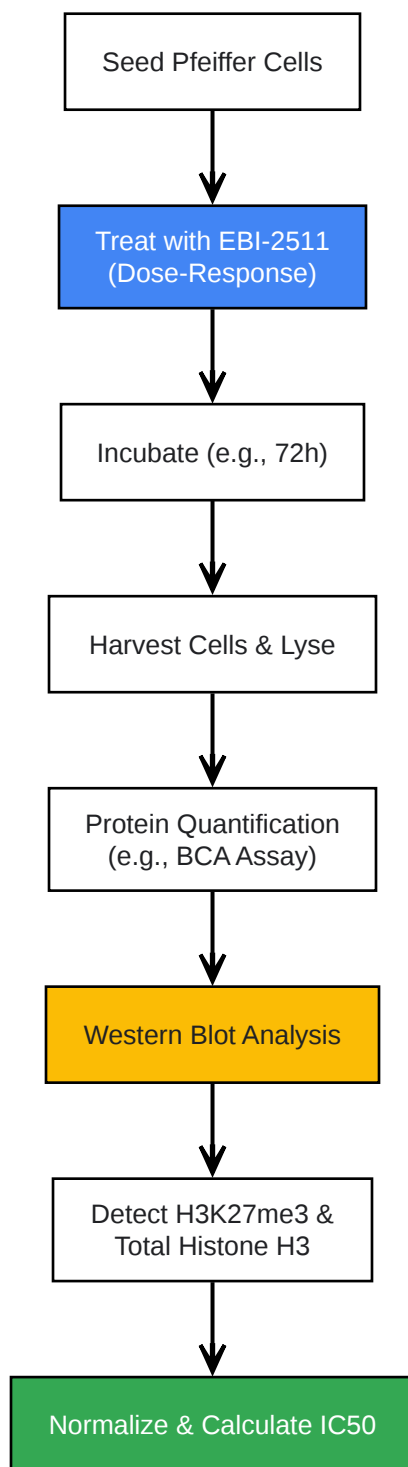 Seed Pfeiffer Cells
Treat with EBI-2511
(Dose-Response)
Incubate (e.g., 72h)
Harvest Cells & Lyse
Protein Quantification
(e.g., BCA Assay)
Western Blot Analysis
Detect H3K27me3 &
Total Histone H3
Normalize & Calculate IC50